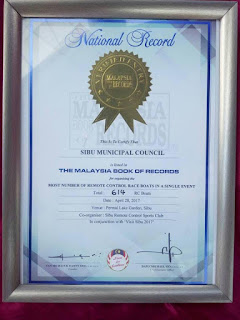 National Record
MALAYSIA
RECORDS
This Is To Certify That
SIBU MUNICIPAL COUNCIL
is listed in
THE MALAYSIA BOOK OF RECORDS
for organising the
MOST NUMBER OF REMOTE CONTROL RACE BOATS IN A SINGLE EVENT
Total: 614 RC Boats
Date: April 28, 2017
Venue: Permai Lake Garden, Sibu
Co-organiser: Sibu Remote Control Sports Club
In conjunction with "Visit Sibu 2017"